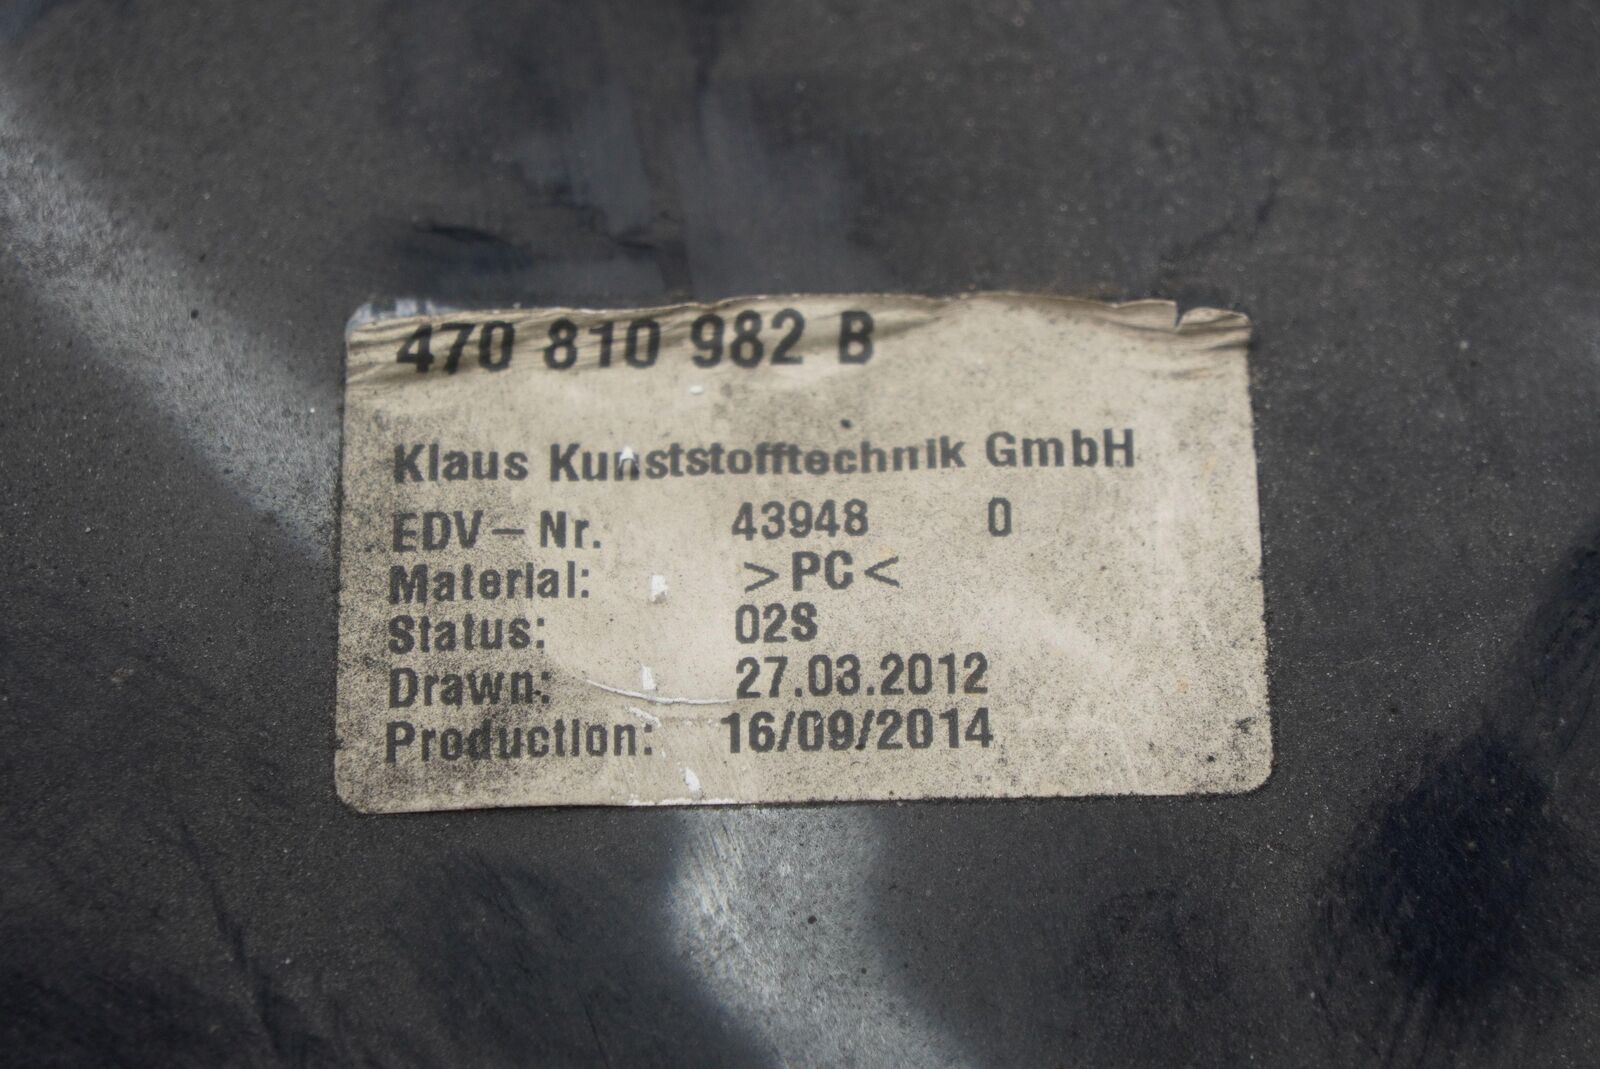 470 810 982 B
Klaus Kunststofftechnik GmbH
EDV-Nr. 43948 0
Material: >PC<
Status: 02S
Drawn: 27.03.2012
Production: 16/09/2014